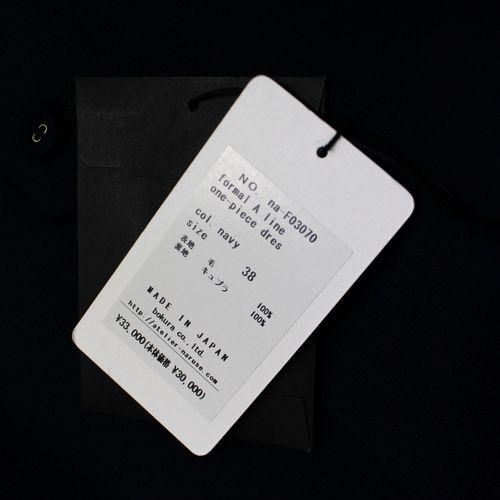 NO. na-F03070
formal A line
one-piece dres
col navy
size 38
表地 毛 100%
裏地 キュプラ 100%
MADE IN JAPAN
bokura co., ltd.
http://atelier-naruse.com
¥33,000(本体価格 ¥30,000)